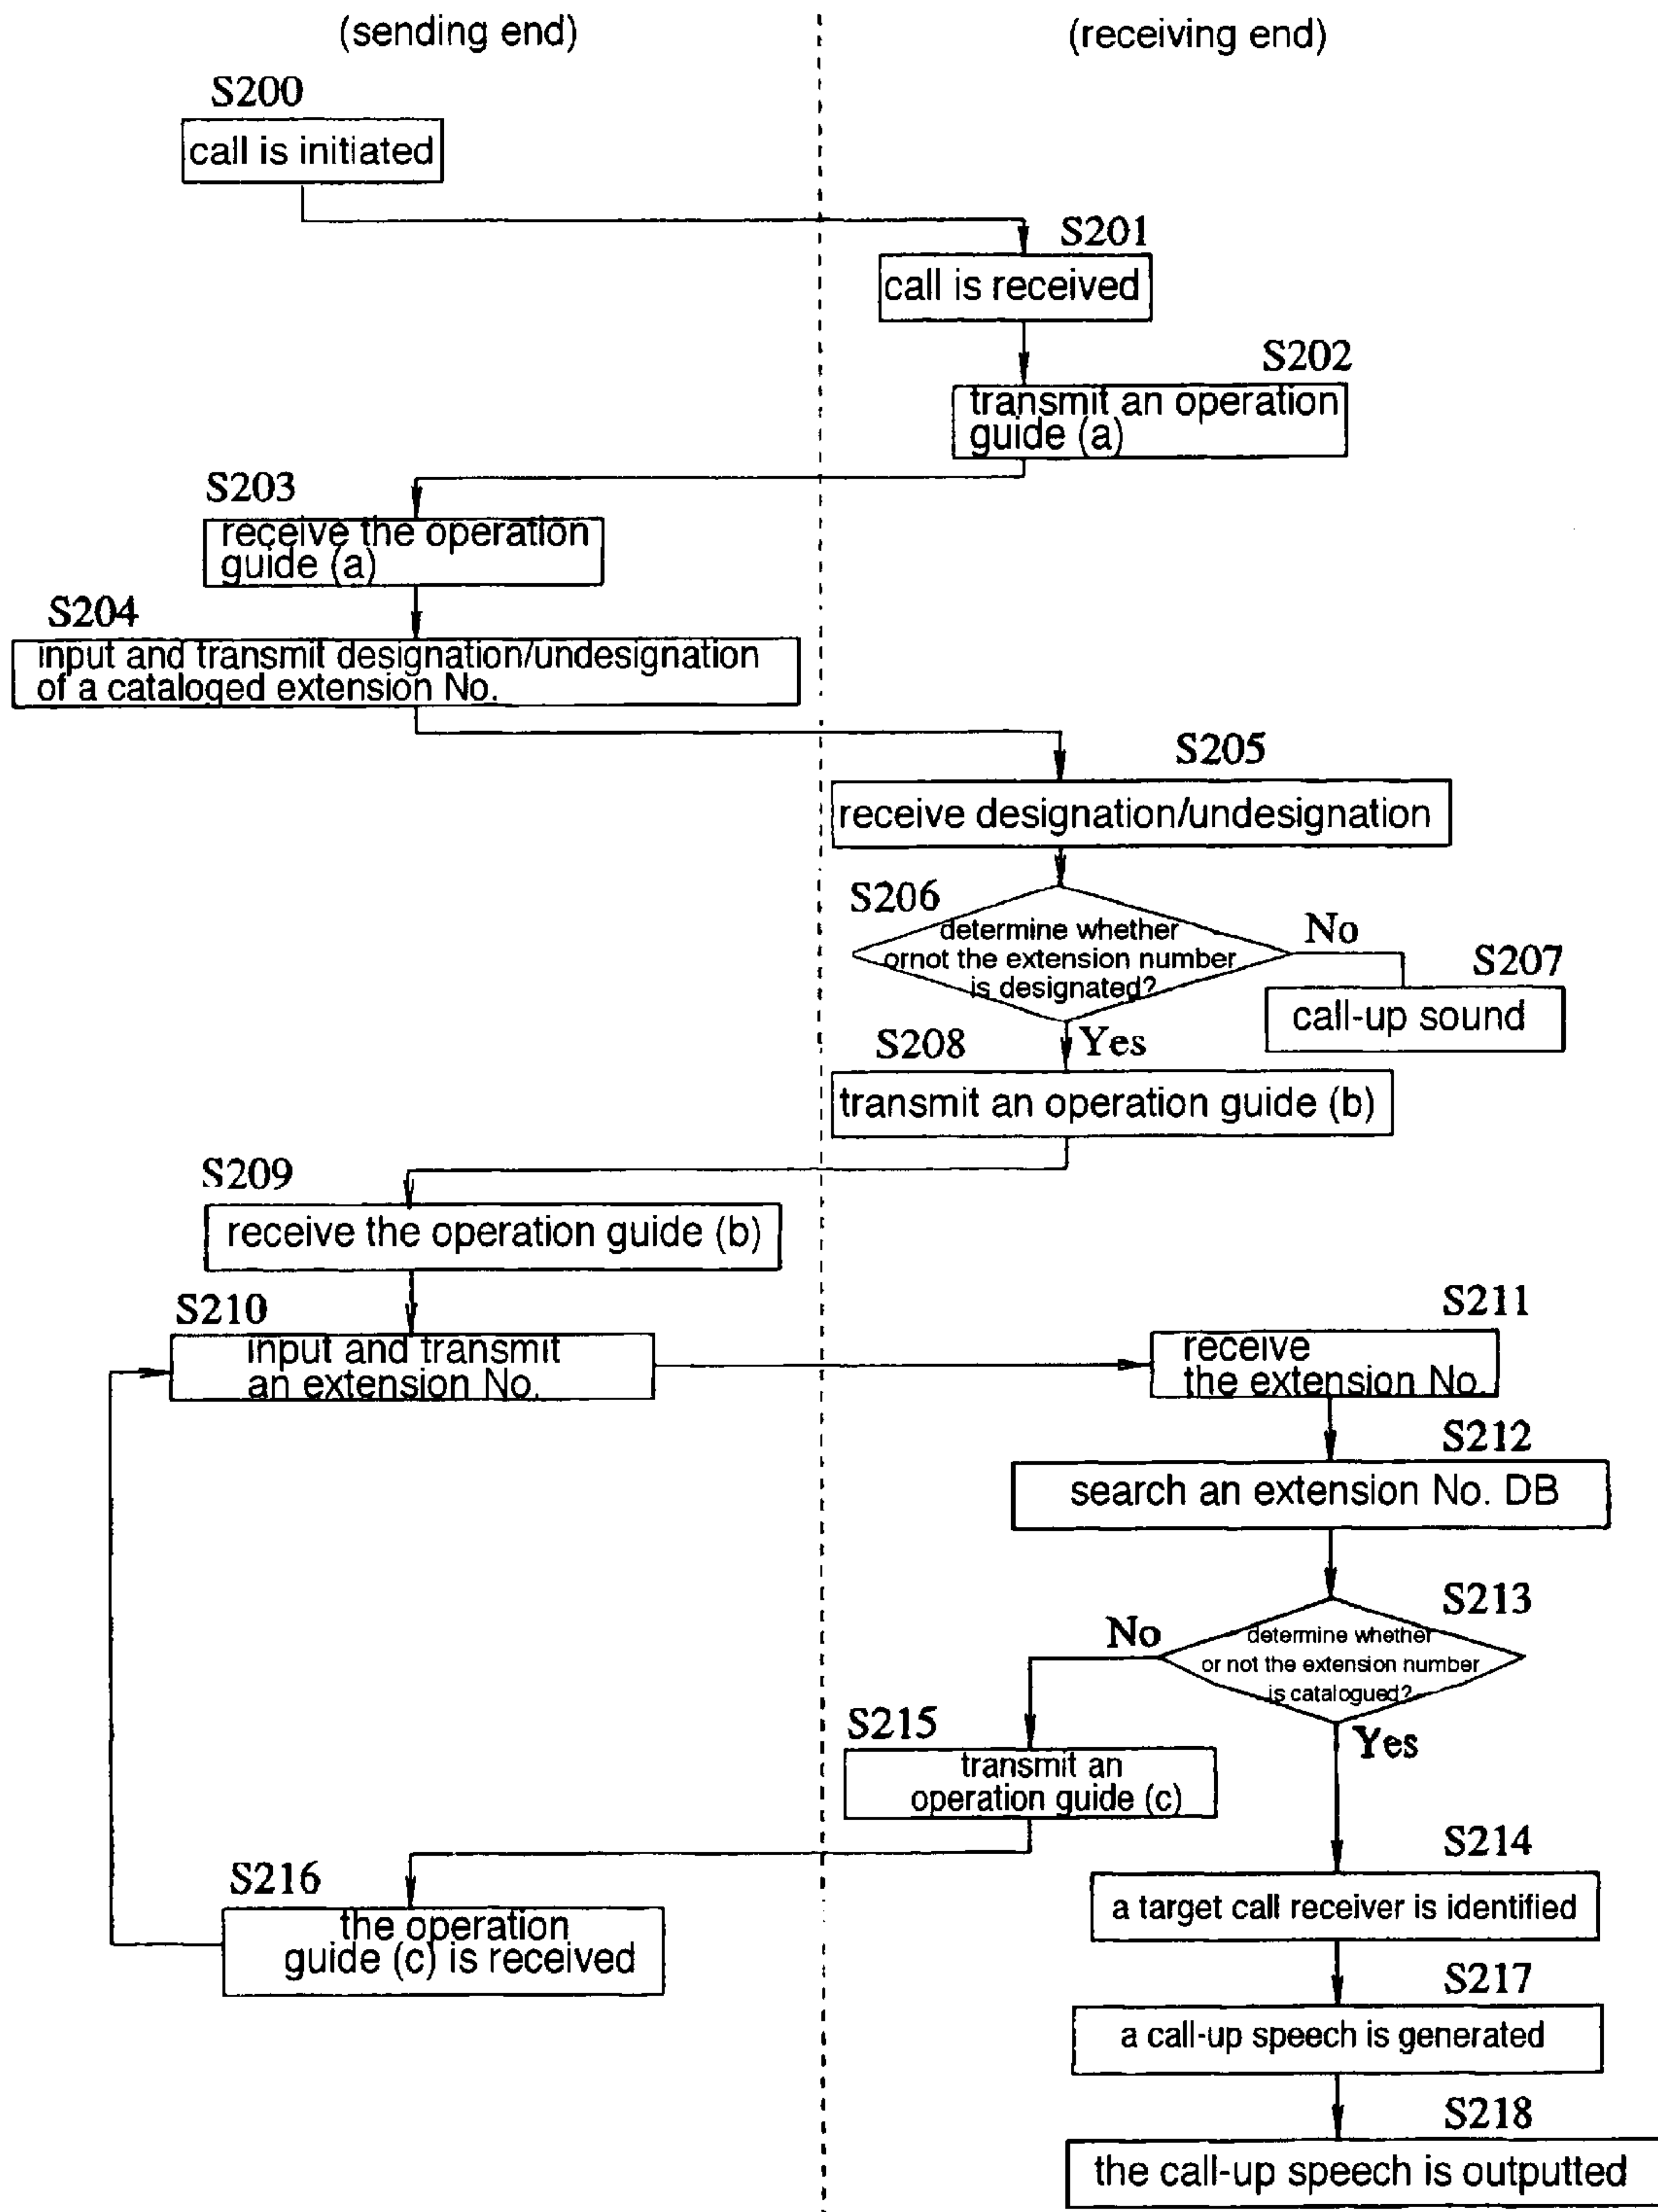 (sending end)
(receiving end)
S200
call is initiated
S201
call is received
S202
transmit an operation
guide (a)
S203
receive the operation
guide (a)
S204
input and transmit designation/undesignation
of a cataloged extension No.
S205
receive designation/undesignation
S206
determine whether
ornot the extension number
is designated?
No
S207
call-up sound
Yes
S208
transmit an operation guide (b)
S209
receive the operation guide (b)
S210
input and transmit
an extension No.
S211
receive
the extension No.
S212
search an extension No. DB
S213
determine whether
or not the extension number
is catalogued?
No
Yes
S215
transmit an
operation guide (c)
S214
a target call receiver is identified
S216
the operation
guide (c) is received
S217
a call-up speech is generated
S218
the call-up speech is outputted